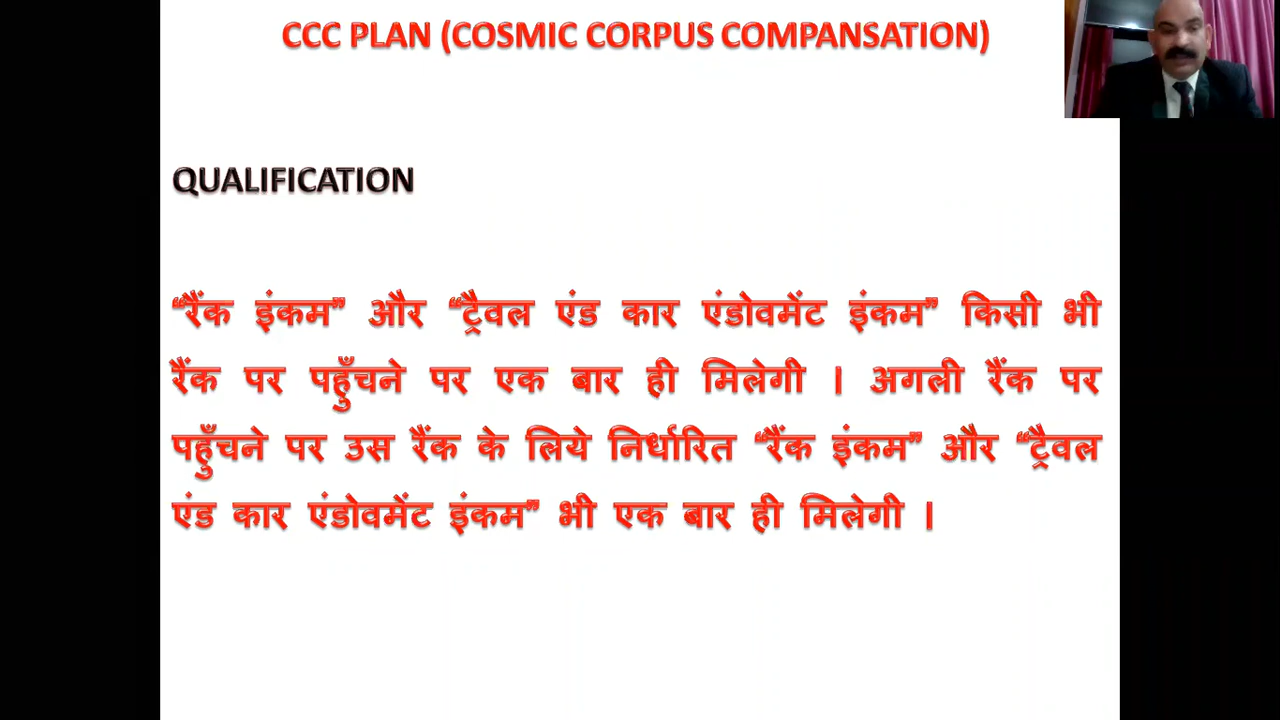 CCC PLAN (COSMIC CORPUS COMPANSATION)
QUALIFICATION
“रैंक इंकम” और “ट्रैवल एंड कार एंडोवमेंट इंकम” किसी भी
रैंक पर पहुँचने पर एक बार ही मिलेगी । अगली रैंक पर
पहुँचने पर उस रैंक के लिये निर्धारित “रैंक इंकम” और “ट्रैवल
एंड कार एंडोवमेंट इंकम” भी एक बार ही मिलेगी ।